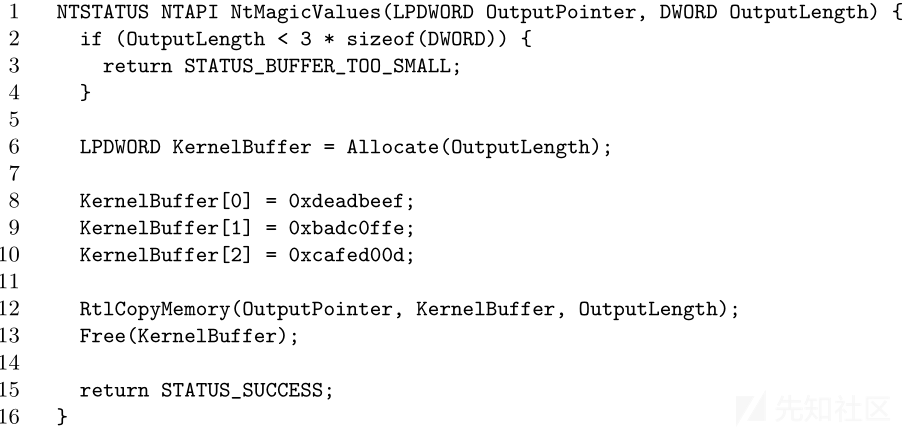 1 NTSTATUS NTAPI NtMagicValues(LPDWORD OutputPointer, DWORD OutputLength) {
2   if (OutputLength < 3 * sizeof(DWORD)) {
3     return STATUS_BUFFER_TOO_SMALL;
4   }
5
6   LPDWORD KernelBuffer = Allocate(OutputLength);
7
8   KernelBuffer[0] = 0xdeadbeef;
9   KernelBuffer[1] = 0xbadc0ffe;
10   KernelBuffer[2] = 0xcafed00d;
11
12   RtlCopyMemory(OutputPointer, KernelBuffer, OutputLength);
13   Free(KernelBuffer);
14
15   return STATUS_SUCCESS;
16 }
先知社区